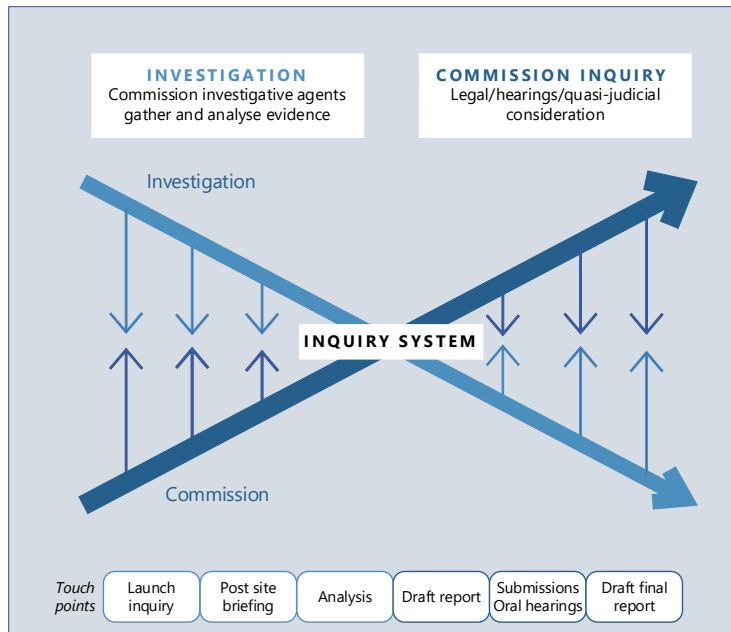 INVESTIGATION
Commission investigative agents
gather and analyse evidence
COMMISSION INQUIRY
Legal/hearings/quasi-judicial
consideration
Investigation
INQUIRY SYSTEM
Commission
Touch
points
Launch
inquiry
Post site
briefing
Analysis
Draft report
Submissions
Oral hearings
Draft final
report